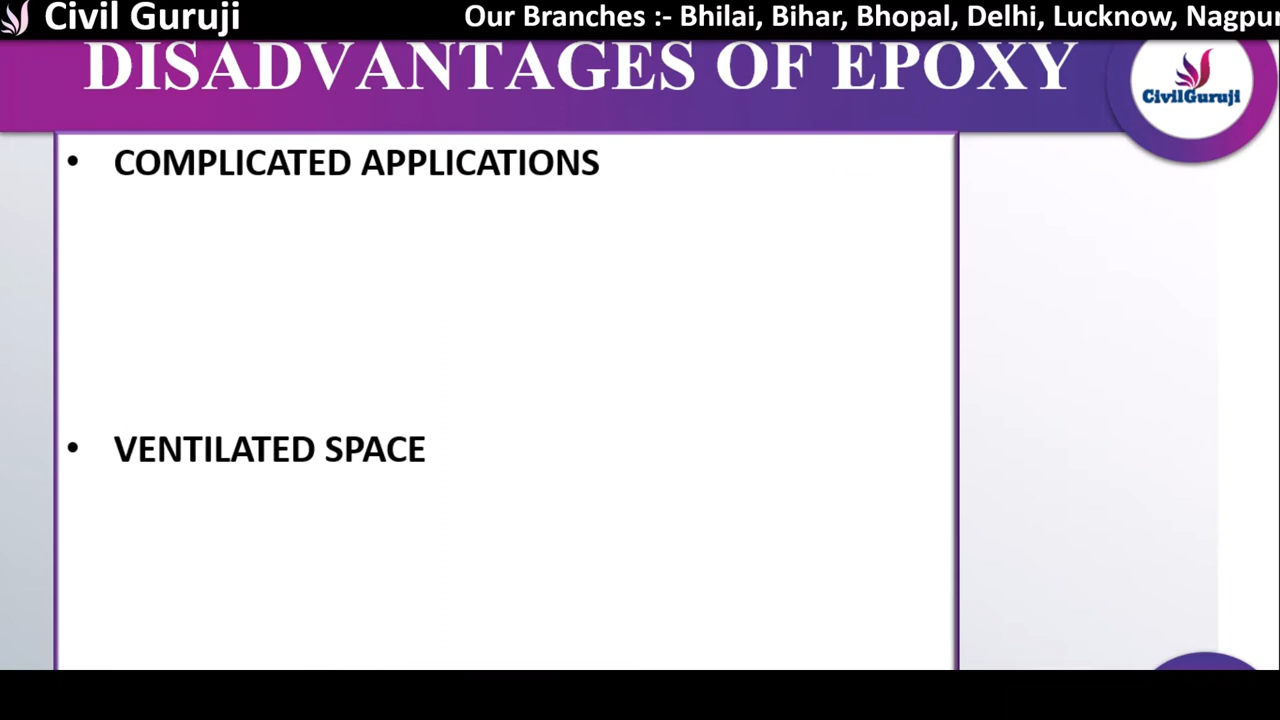 Civil Guruji
Our Branches :- Bhilai, Bihar, Bhopal, Delhi, Lucknow, Nagpur
DISADVANTAGES OF EPOXY
CivilGuruji
• COMPLICATED APPLICATIONS
• VENTILATED SPACE